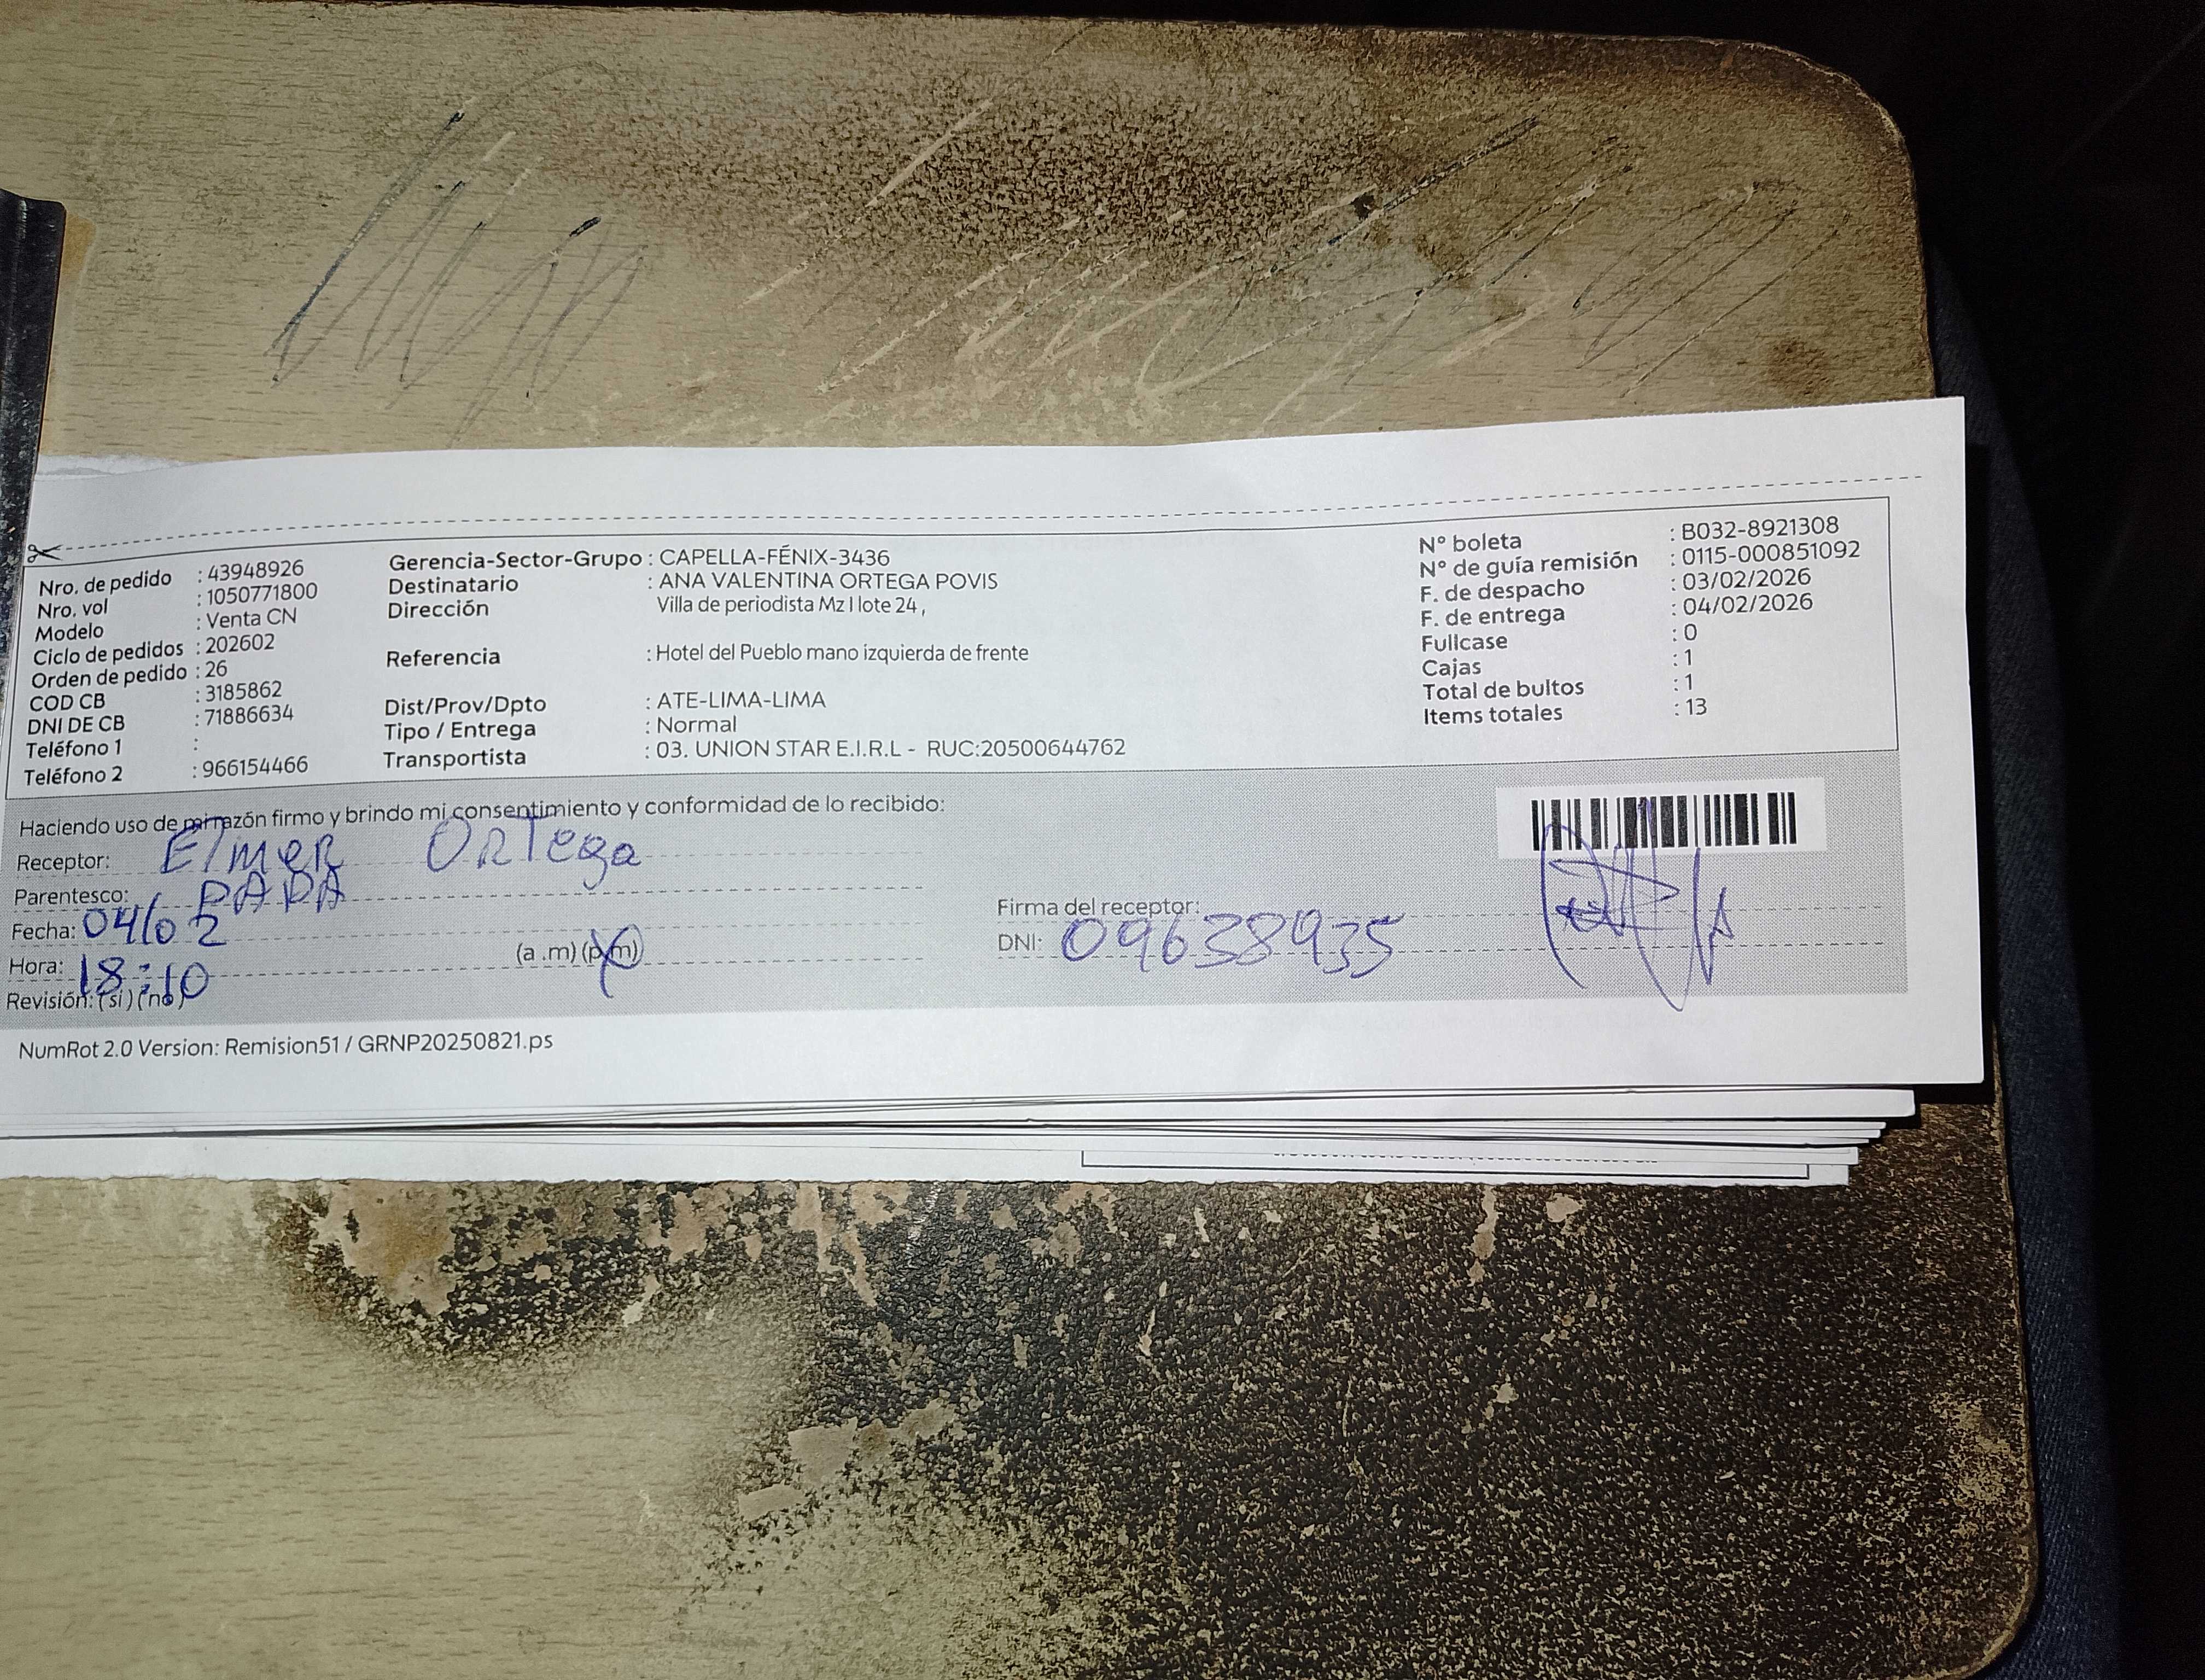 Nro. de pedido : 43948926
Nro. vol : 1050771800
Modelo : Venta CN
Ciclo de pedidos : 202602
Orden de pedido : 26
COD CB : 3185862
DNI DE CB : 71886634
Teléfono 1 :
Teléfono 2 : 966154466
Gerencia-Sector-Grupo : CAPELLA-FÉNIX-3436
Destinatario : ANA VALENTINA ORTEGA POVIS
Dirección Villa de periodista Mz I lote 24 ,
Referencia : Hotel del Pueblo mano izquierda de frente
Dist/Prov/Dpto : ATE-LIMA-LIMA
Tipo / Entrega : Normal
Transportista : 03. UNION STAR E.I.R.L - RUC:20500644762
N° boleta : B032-8921308
N° de guía remisión : 0115-000851092
F. de despacho : 03/02/2026
F. de entrega : 04/02/2026
Fullcase : 0
Cajas : 1
Total de bultos : 1
Items totales : 13
Haciendo uso de mi razón firmo y brindo mi consentimiento y conformidad de lo recibido:
Receptor: Elmer Ortega
Parentesco: PAPA
Fecha: 04/02
Hora: 18:10 (a .m) (p.m)
Revisión: ( si ) ( no )
Firma del receptor:
DNI: 09638935
NumRot 2.0 Version: Remision51 / GRNP20250821.ps